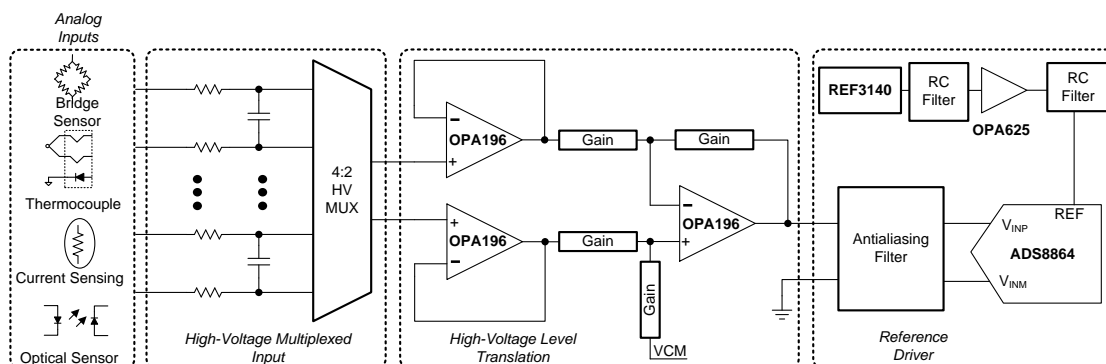 Analog
Inputs
Bridge
Sensor
Thermocouple
Current Sensing
Optical Sensor
4:2
HV
MUX
High-Voltage Multiplexed
Input
OPA196
OPA196
Gain
Gain
Gain
Gain
OPA196
VCM
High-Voltage Level
Translation
REF3140
RC
Filter
OPA625
RC
Filter
Antialiasing
Filter
REF
VINP
ADS8864
VINM
Reference
Driver